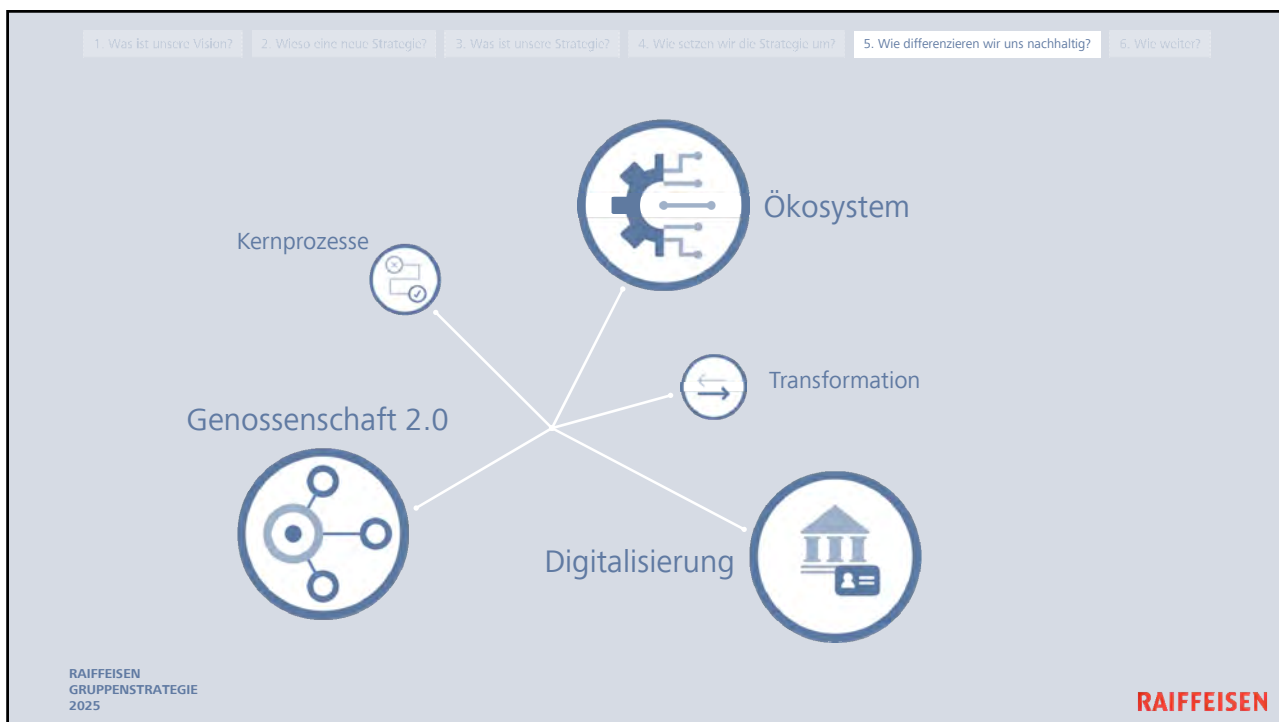 1. Was ist unsere Vision?
2. Wieso eine neue Strategie?
3. Was ist unsere Strategie?
4. Wie setzen wir die Strategie um?
5. Wie differenzieren wir uns nachhaltig?
6. Wie weiter?
Ökosystem
Kernprozesse
Transformation
Genossenschaft 2.0
Digitalisierung
RAIFFEISEN
GRUPPENSTRATEGIE
2025
RAIFFEISEN